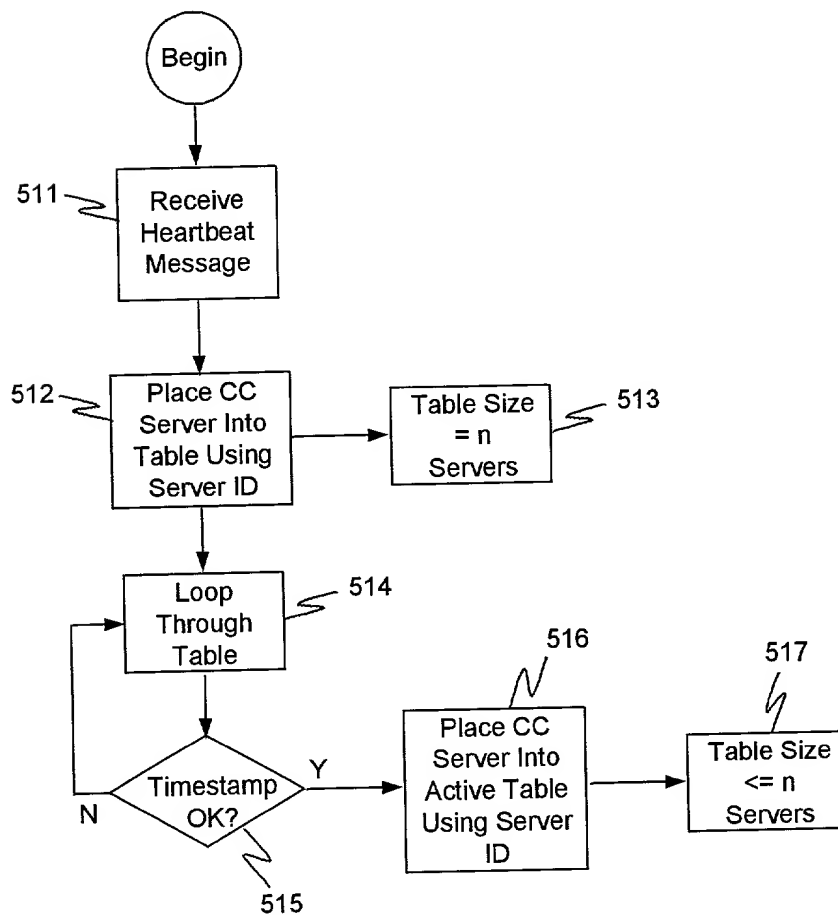 Begin
511
Receive
Heartbeat
Message
512
Place CC
Server Into
Table Using
Server ID
Table Size
= n
Servers
513
Loop
Through
Table
514
Timestamp
OK?
N
Y
515
516
Place CC
Server Into
Active Table
Using Server
ID
517
Table Size
<= n
Servers